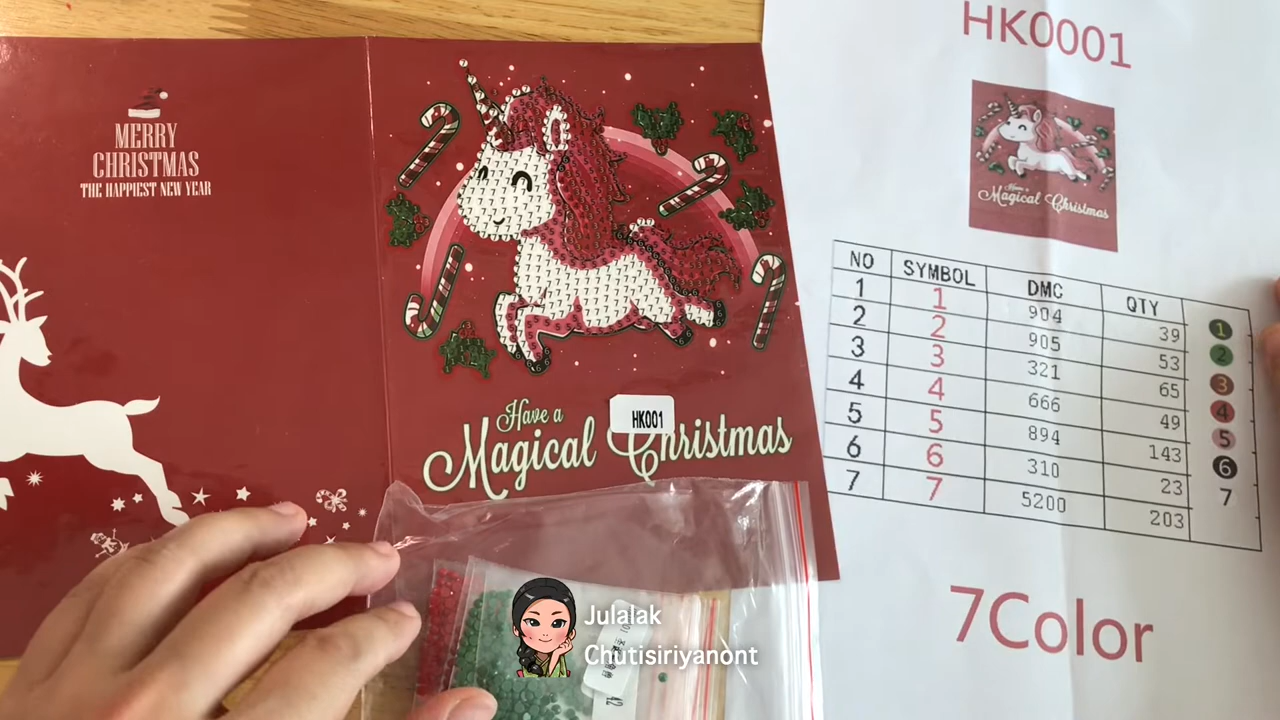 MERRY
CHRISTMAS
THE HAPPIEST NEW YEAR
Have a
Magical Christmas
HK001
HK0001
Have a
Magical Christmas
NO SYMBOL DMC QTY
1 1 904 39 1
2 2 905 53 2
3 3 321 65 3
4 4 666 49 4
5 5 894 143 5
6 6 310 23 6
7 7 5200 203 7
7Color
Julalak
Chutisiriyanont